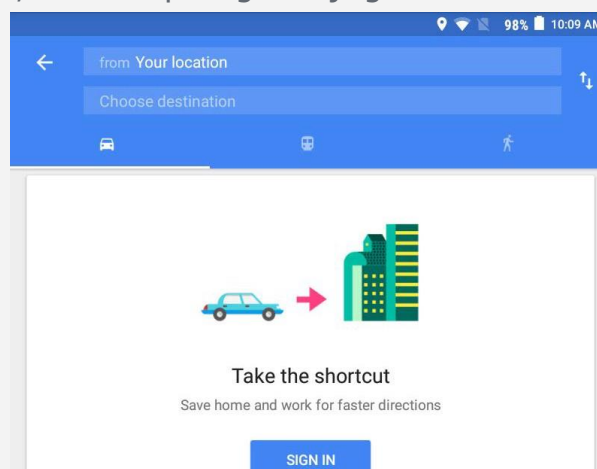 98% 10:09 AM
from Your location
Choose destination
Take the shortcut
Save home and work for faster directions
SIGN IN